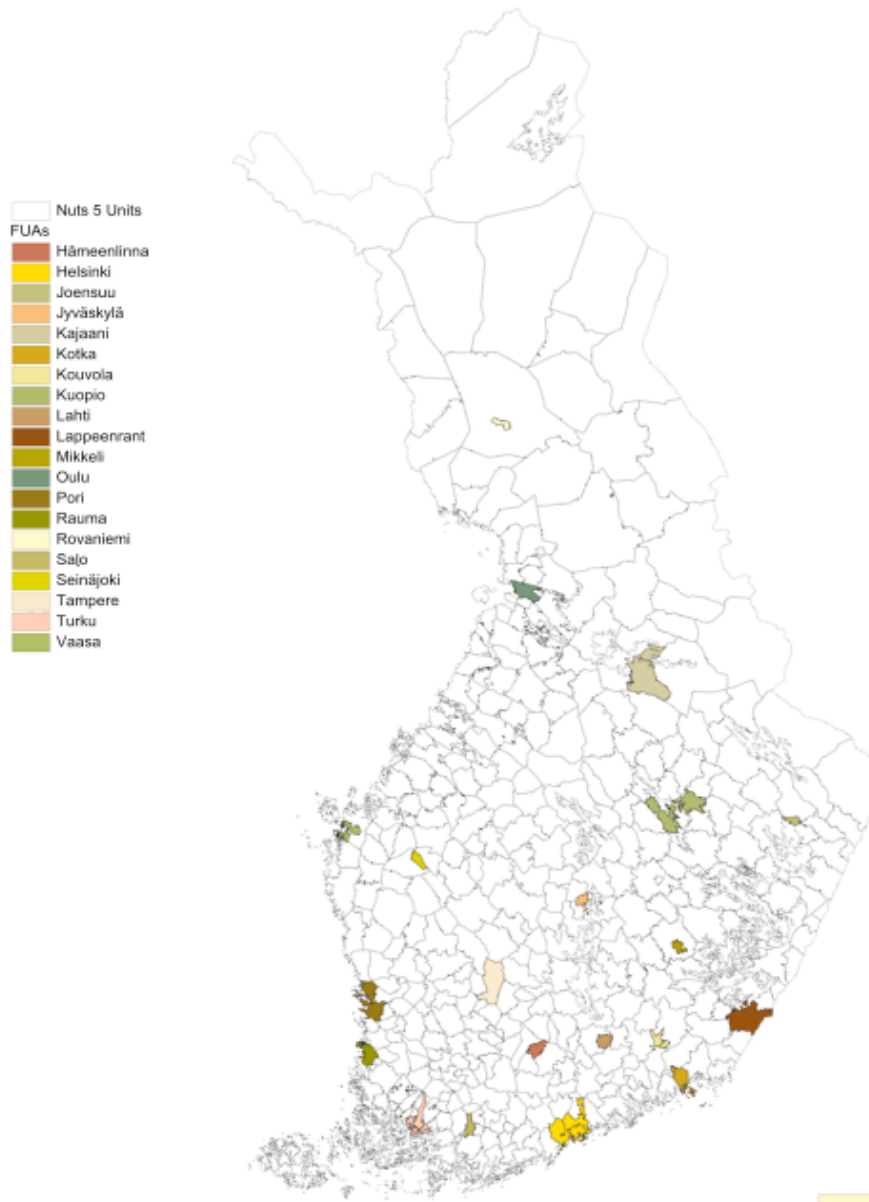 Nuts 5 Units
FUAs
Hämeenlinna
Helsinki
Joensuu
Jyväskylä
Kajaani
Kotka
Kouvola
Kuopio
Lahti
Lappeenrant
Mikkeli
Oulu
Pori
Rauma
Rovaniemi
Salo
Seinäjoki
Tampere
Turku
Vaasa